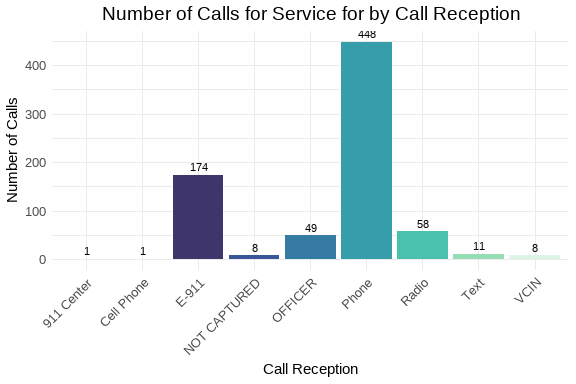 Number of Calls for Service for by Call Reception
448
400
300
200
100
0
174
58
49
11
8
8
1
1
Number of Calls
911 Center
Cell Phone
E-911
NOT CAPTURED
OFFICER
Phone
Radio
Text
VCIN
Call Reception